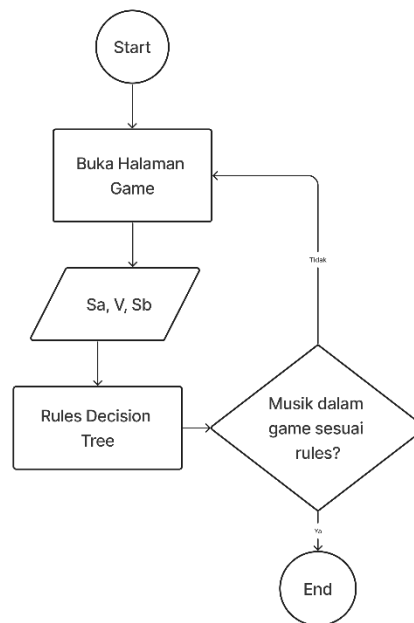 Start
Buka Halaman
Game
Tidak
Sa, V, Sb
Rules Decision
Tree
Musik dalam
game sesuai
rules?
Ya
End